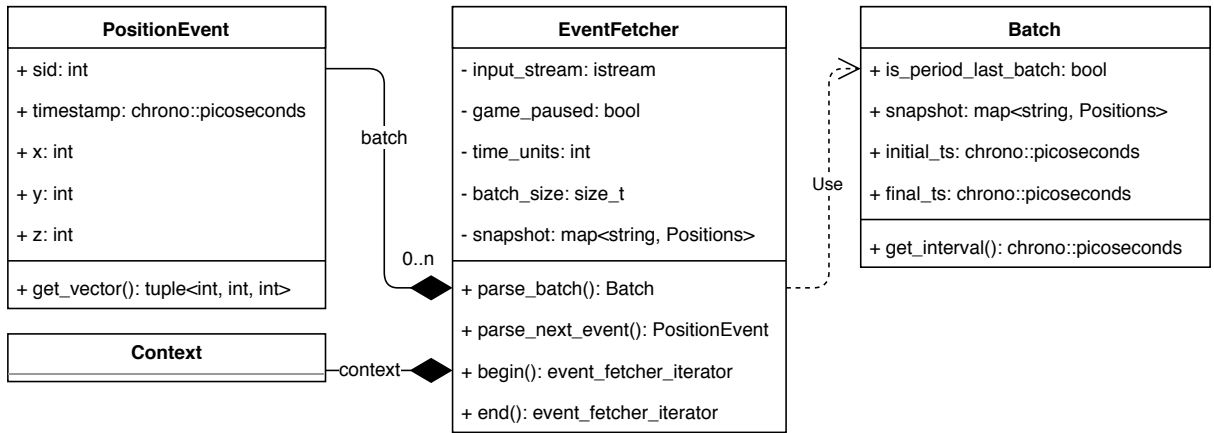 PositionEvent
+ sid: int
+ timestamp: chrono::picoseconds
+ x: int
+ y: int
+ z: int
+ get_vector(): tuple<int, int, int>
Context
batch
0..n
context
EventFetcher
- input_stream: istream
- game_paused: bool
- time_units: int
- batch_size: size_t
- snapshot: map<string, Positions>
+ parse_batch(): Batch
+ parse_next_event(): PositionEvent
+ begin(): event_fetcher_iterator
+ end(): event_fetcher_iterator
Use
Batch
+ is_period_last_batch: bool
+ snapshot: map<string, Positions>
+ initial_ts: chrono::picoseconds
+ final_ts: chrono::picoseconds
+ get_interval(): chrono::picoseconds